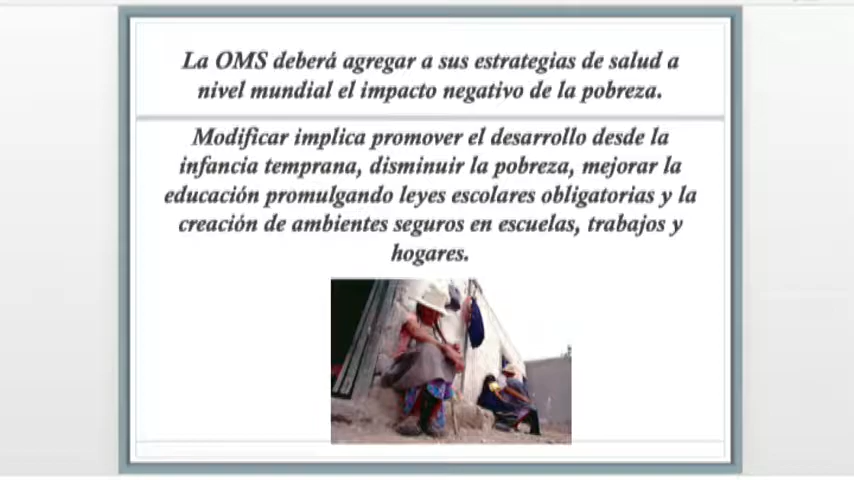 La OMS deberá agregar a sus estrategias de salud a
nivel mundial el impacto negativo de la pobreza.
Modificar implica promover el desarrollo desde la
infancia temprana, disminuir la pobreza, mejorar la
educación promulgando leyes escolares obligatorias y la
creación de ambientes seguros en escuelas, trabajos y
hogares.